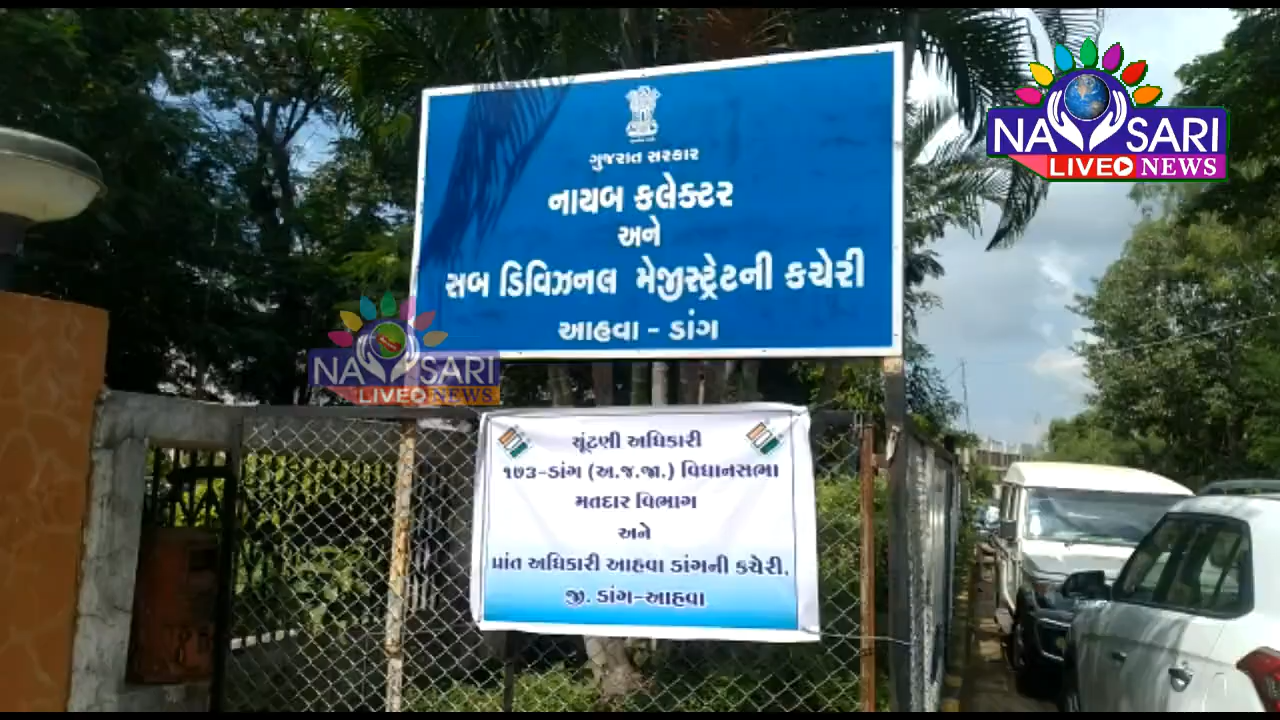 ગુજરાત સરકાર
નાયબ કલેક્ટર
અને
સબ ડિવિઝનલ મેજીસ્ટ્રેટની કચેરી
આહવા - ડાંગ
ચૂંટણી અધિકારી
૧૭૩-ડાંગ (અ.જ.જા.) વિધાનસભા
મતદાર વિભાગ
અને
પ્રાંત અધિકારી આહવા ડાંગની કચેરી,
જી. ડાંગ-આહવા
NAVSARI
LIVE NEWS
NAVSARI
LIVE NEWS